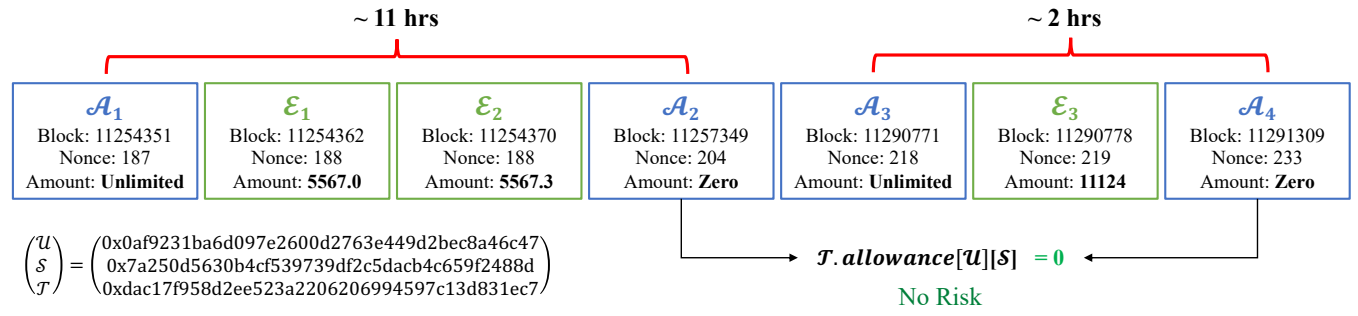 ~ 11 hrs
~ 2 hrs
𝒜₁
Block: 11254351
Nonce: 187
Amount: Unlimited
ℰ₁
Block: 11254362
Nonce: 188
Amount: 5567.0
ℰ₂
Block: 11254370
Nonce: 188
Amount: 5567.3
𝒜₂
Block: 11257349
Nonce: 204
Amount: Zero
𝒜₃
Block: 11290771
Nonce: 218
Amount: Unlimited
ℰ₃
Block: 11290778
Nonce: 219
Amount: 11124
𝒜₄
Block: 11291309
Nonce: 233
Amount: Zero
(𝒰 𝒮 𝒯) = (0x0af9231ba6d097e2600d2763e449d2bec8a46c47
0x7a250d5630b4cf539739df2c5dacb4c659f2488d
0xdac17f958d2ee523a2206206994597c13d831ec7)
𝒯.allowance[𝒰][𝒮] = 0
No Risk